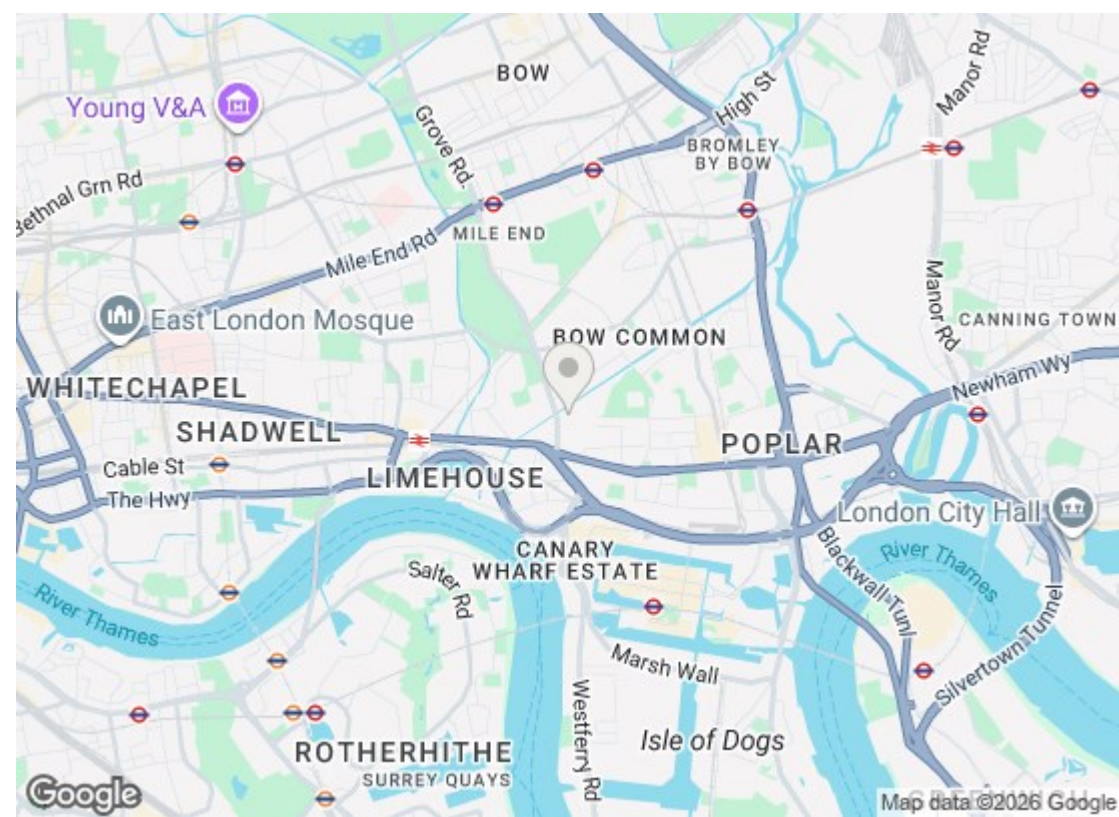 BOW
Manor Rd
Young V&A
High St
Grove Rd.
BROMLEY
BY BOW
Bethnal Grn Rd
MILE END
Mile End Rd
Manor Rd
East London Mosque
CANNING TOWN
BOW COMMON
Newham Wy
WHITECHAPEL
SHADWELL
POPLAR
Cable St
LIMEHOUSE
The Hwy
London City Hall
CANARY
WHARF ESTATE
River Thames
Salter Rd
Blackwall Tunl
River Thames
Silvertown Tunnel
Marsh Wall
Westferry Rd
Isle of Dogs
ROTHERHITHE
SURREY QUAYS
Google
Map data ©2026 Google